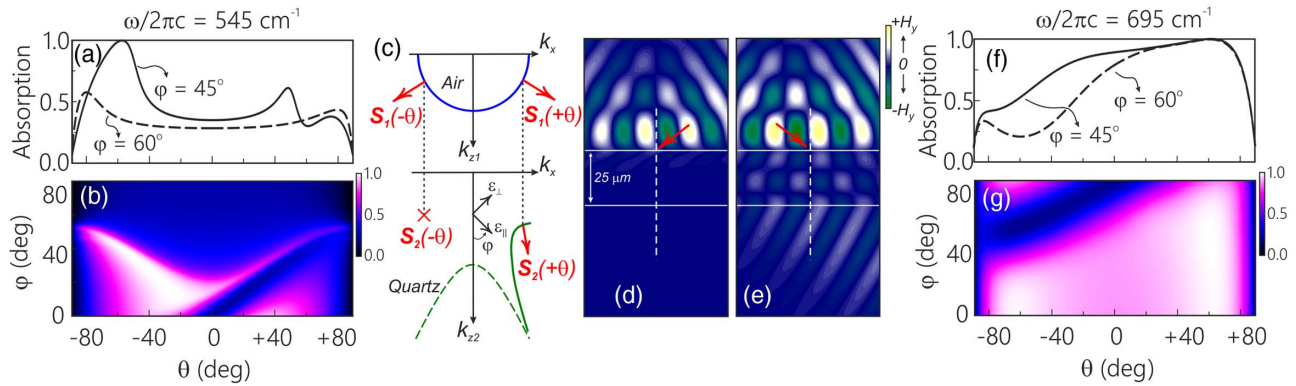 ω/2πc = 545 cm⁻¹
(a)
Absorption
1.0
0.5
0.0
φ = 45°
φ = 60°
(b)
φ (deg)
80
40
0
-80
-40
0
+40
+80
θ (deg)
1.0
0.5
0.0
(c)
kₓ
Air
S₁(-θ)
S₁(+θ)
k_z1
kₓ
ε⊥
ε||
φ
S₂(-θ)
S₂(+θ)
Quartz
k_z2
25 μm
(d)
(e)
+H_y
0
-H_y
ω/2πc = 695 cm⁻¹
(f)
Absorption
1.0
0.5
0.0
φ = 60°
φ = 45°
(g)
φ (deg)
80
40
0
-80
-40
0
+40
+80
θ (deg)
1.0
0.5
0.0